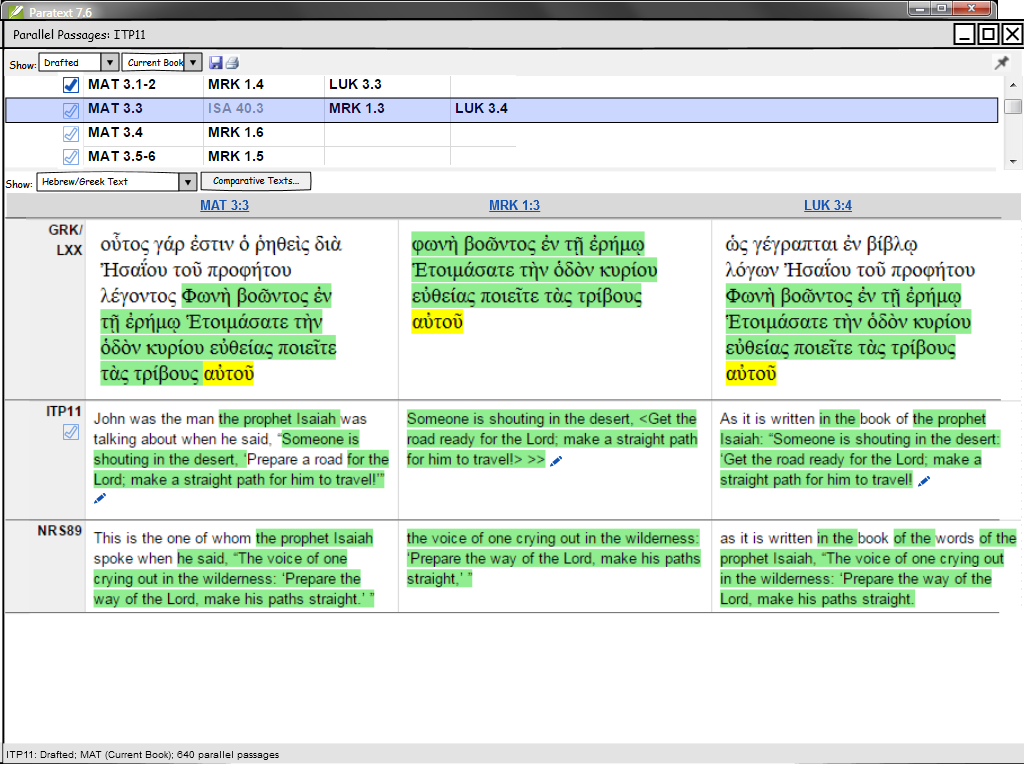 Paratext 7.6
Parallel Passages: ITP11
Show: Drafted Current Book
MAT 3.1-2 MRK 1.4 LUK 3.3
MAT 3.3 ISA 40.3 MRK 1.3 LUK 3.4
MAT 3.4 MRK 1.6
MAT 3.5-6 MRK 1.5
Show: Hebrew/Greek Text Comparative Texts...
MAT 3:3 MRK 1:3 LUK 3:4
GRK/
LXX
οὗτος γάρ ἐστιν ὁ ῥηθεὶς διὰ
Ἠσαΐου τοῦ προφήτου
λέγοντος Φωνὴ βοῶντος ἐν
τῇ ἐρήμῳ Ἑτοιμάσατε τὴν
ὁδὸν κυρίου εὐθείας ποιεῖτε
τὰς τρίβους αὐτοῦ
φωνὴ βοῶντος ἐν τῇ ἐρήμῳ
Ἑτοιμάσατε τὴν ὁδὸν κυρίου
εὐθείας ποιεῖτε τὰς τρίβους
αὐτοῦ
ὡς γέγραπται ἐν βίβλῳ
λόγων Ἠσαΐου τοῦ προφήτου
Φωνὴ βοῶντος ἐν τῇ ἐρήμῳ
Ἑτοιμάσατε τὴν ὁδὸν κυρίου
εὐθείας ποιεῖτε τὰς τρίβους
αὐτοῦ
ITP11
John was the man the prophet Isaiah was
talking about when he said, “Someone is
shouting in the desert, ‘Prepare a road for the
Lord; make a straight path for him to travel!’”
Someone is shouting in the desert, <Get the
road ready for the Lord; make a straight path
for him to travel!> >>
As it is written in the book of the prophet
Isaiah: “Someone is shouting in the desert:
‘Get the road ready for the Lord; make a
straight path for him to travel!
NRS89
This is the one of whom the prophet Isaiah
spoke when he said, “The voice of one
crying out in the wilderness: ‘Prepare the
way of the Lord, make his paths straight.’ ”
the voice of one crying out in the wilderness:
‘Prepare the way of the Lord, make his paths
straight,’ ”
as it is written in the book of the words of the
prophet Isaiah, “The voice of one crying out
in the wilderness: ‘Prepare the way of the
Lord, make his paths straight.
ITP11: Drafted; MAT (Current Book); 640 parallel passages